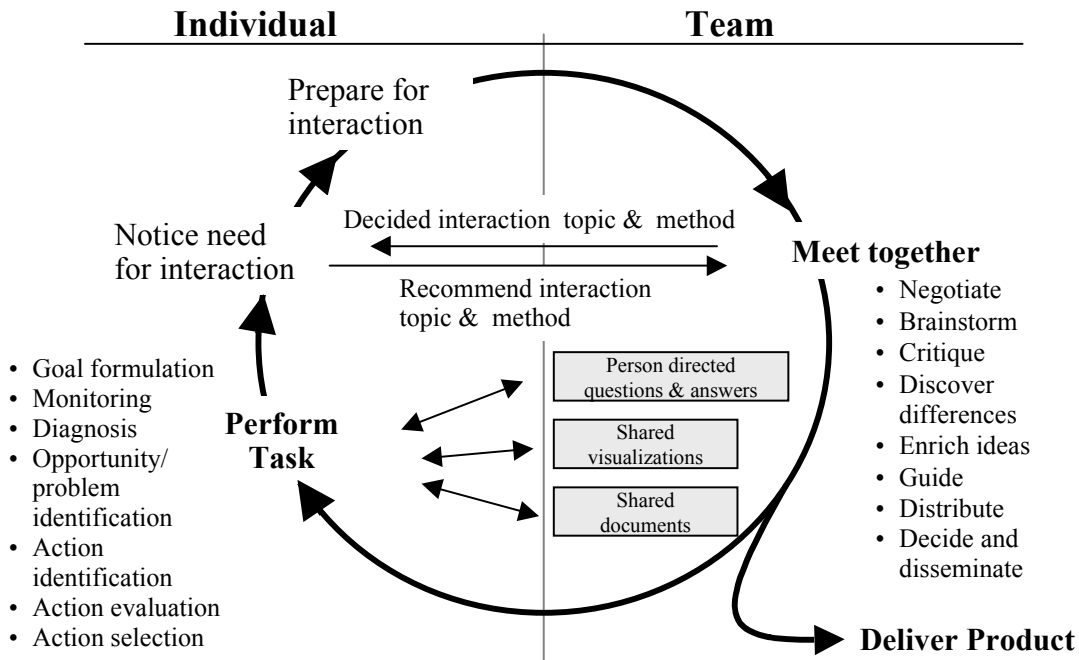 Individual
Team
Prepare for
interaction
Notice need
for interaction
Decided interaction topic & method
Recommend interaction
topic & method
Meet together
• Negotiate
• Brainstorm
• Critique
• Discover
differences
• Enrich ideas
• Guide
• Distribute
• Decide and
disseminate
• Goal formulation
• Monitoring
• Diagnosis
• Opportunity/
problem
identification
• Action
identification
• Action evaluation
• Action selection
Perform
Task
Person directed
questions & answers
Shared
visualizations
Shared
documents
Deliver Product